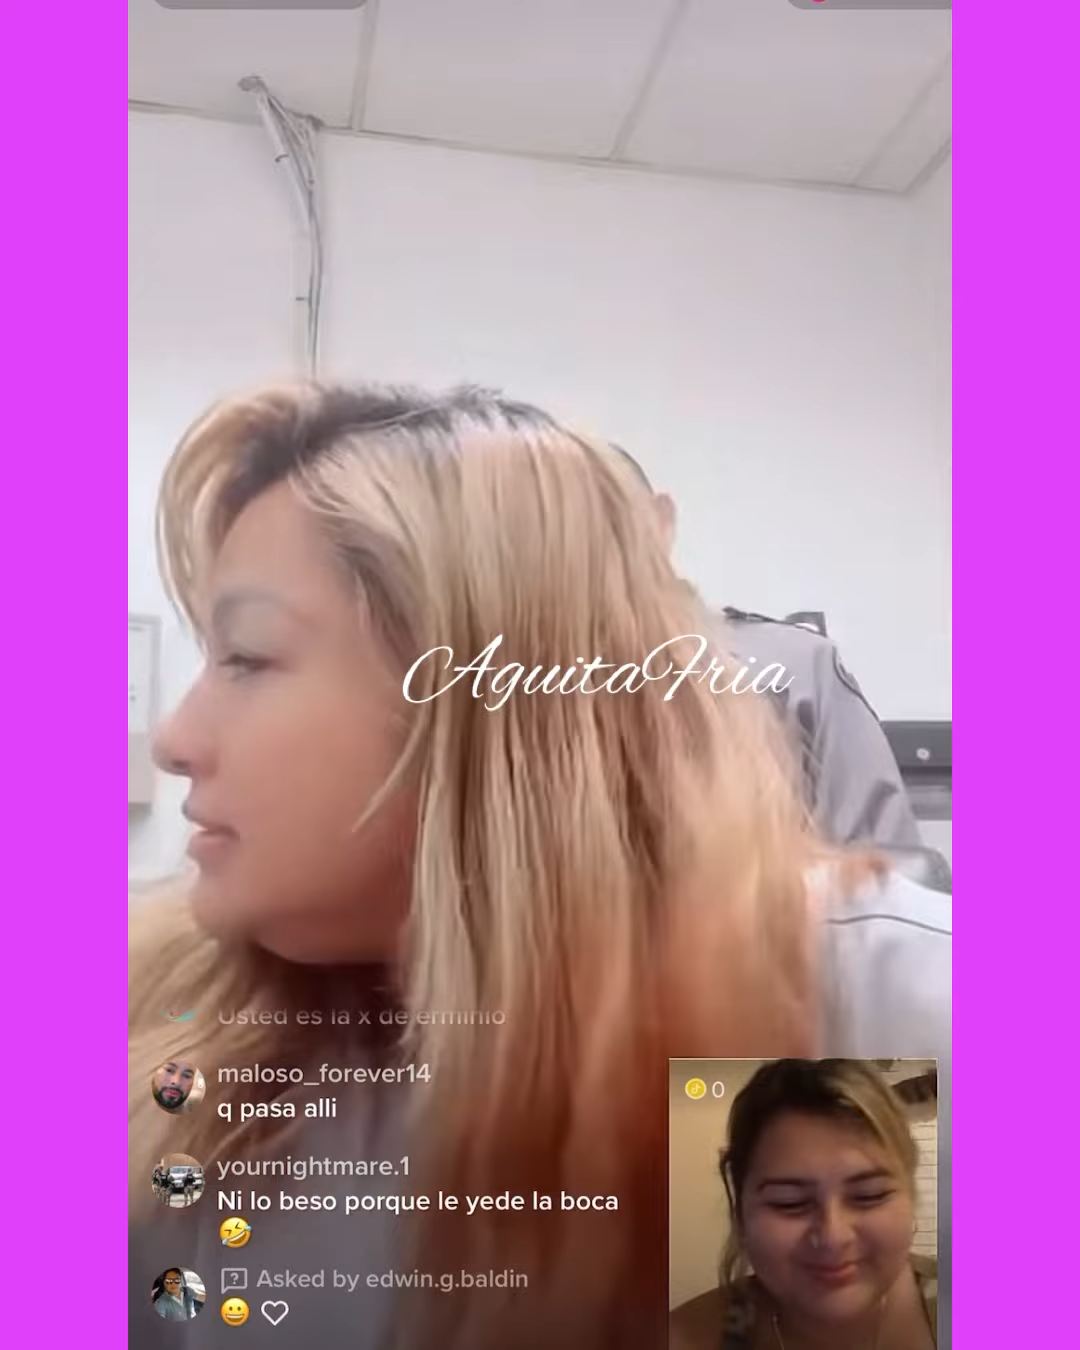 AguitaFria
Usted es la x de erminio
maloso_forever14
q pasa alli
yournightmare.1
Ni lo beso porque le yede la boca
🤣
Asked by edwin.g.baldin
😀 ♡
0